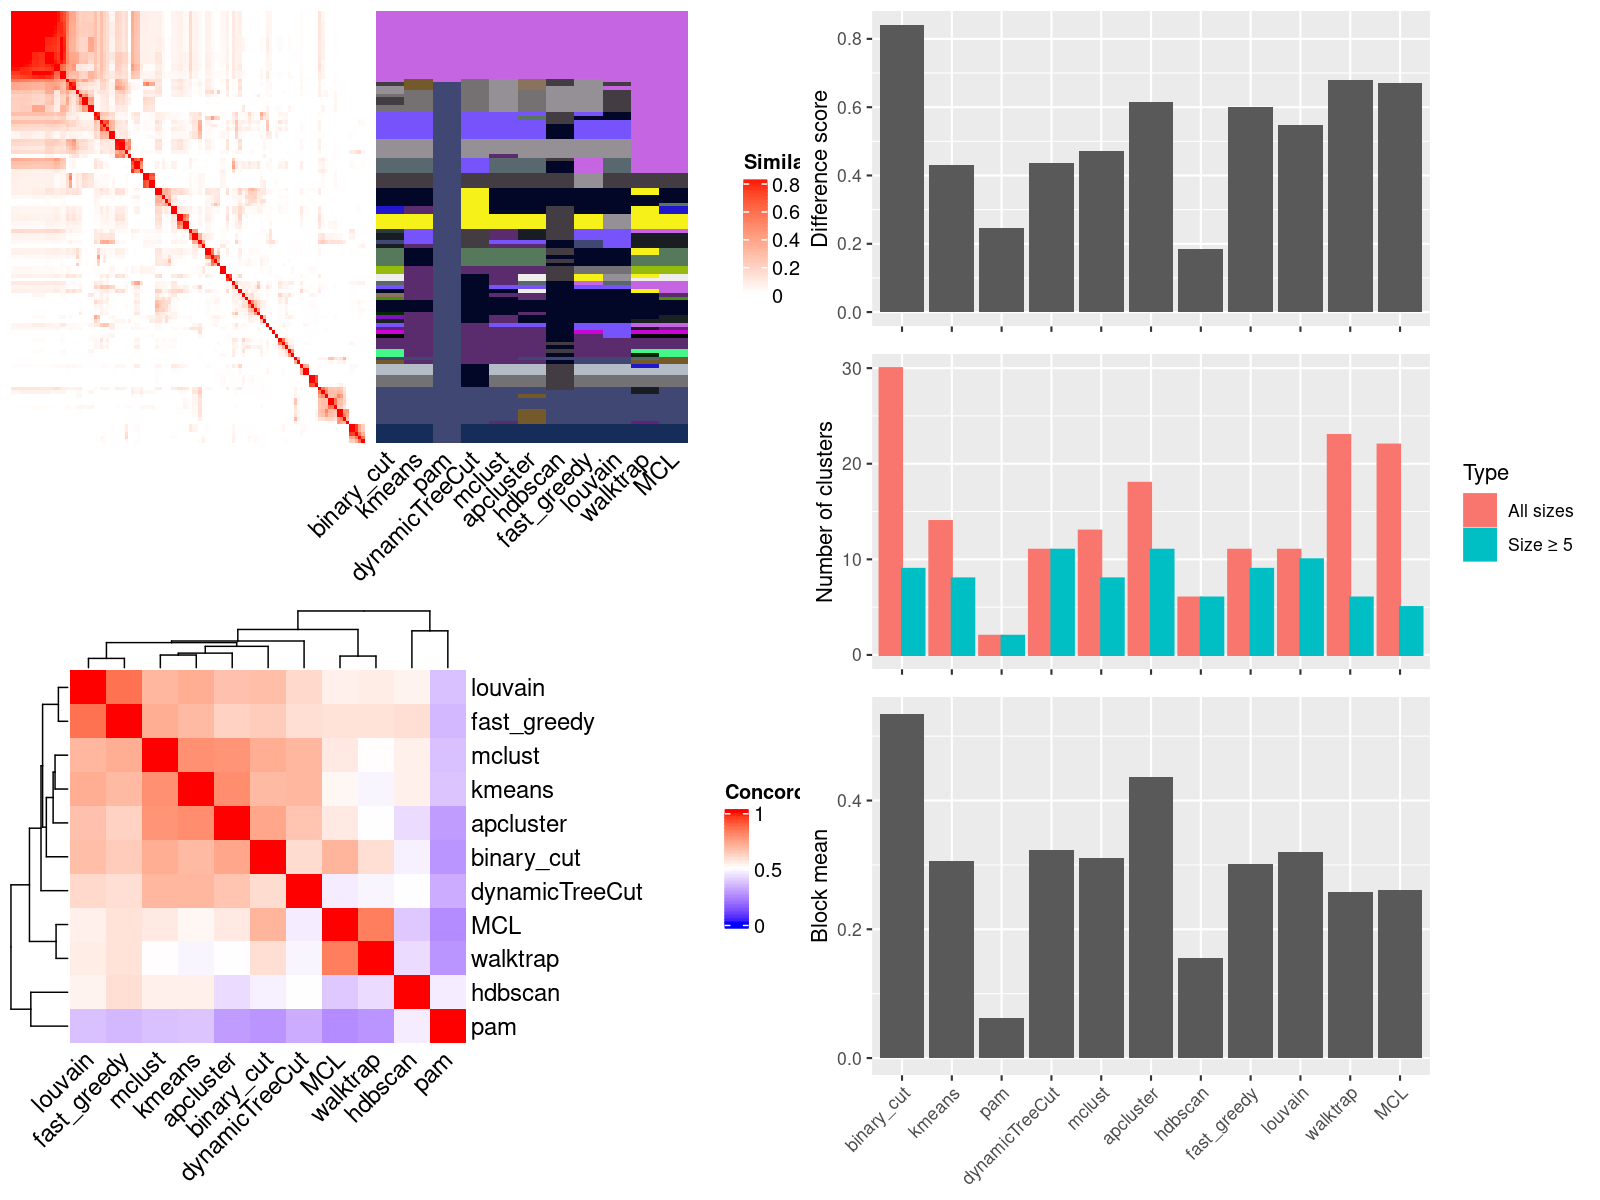 Simila
0.8
0.6
0.4
0.2
0
binary_cut
kmeans
pam
dynamicTreeCut
mclust
apcluster
hdbscan
fast_greedy
louvain
walktrap
MCL
louvain
fast_greedy
mclust
kmeans
apcluster
binary_cut
dynamicTreeCut
MCL
walktrap
hdbscan
pam
louvain
fast_greedy
mclust
kmeans
apcluster
binary_cut
dynamicTreeCut
MCL
walktrap
hdbscan
pam
Concord
1
0.5
0
Difference score
0.8
0.6
0.4
0.2
0.0
Number of clusters
30
20
10
0
Type
All sizes
Size ≥ 5
Block mean
0.4
0.2
0.0
binary_cut
kmeans
pam
dynamicTreeCut
mclust
apcluster
hdbscan
fast_greedy
louvain
walktrap
MCL